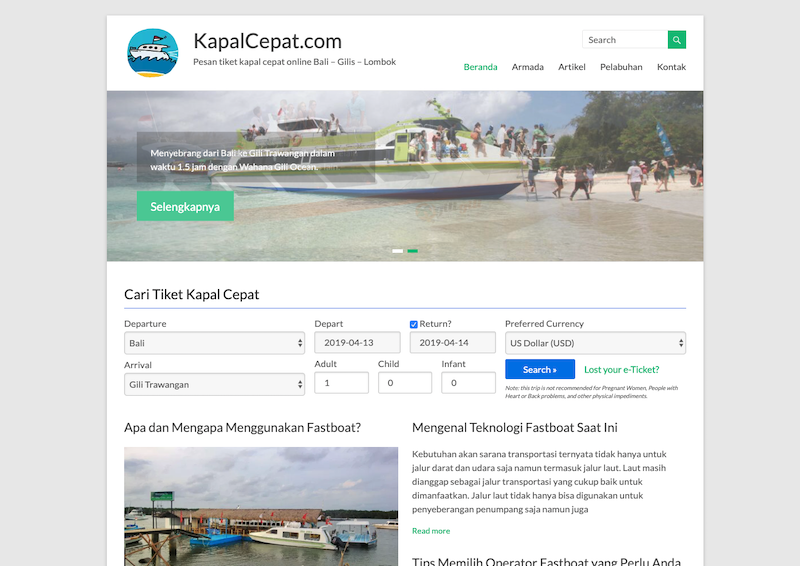 KapalCepat.com
Pesan tiket kapal cepat online Bali – Gilis – Lombok
Search
Beranda Armada Artikel Pelabuhan Kontak
Menyebrang dari Bali ke Gili Trawangan dalam
waktu 1.5 jam dengan Wahana Gili Ocean.
Selengkapnya
Cari Tiket Kapal Cepat
Departure Depart Return? Preferred Currency
Bali 2019-04-13 2019-04-14 US Dollar (USD)
Arrival Adult Child Infant
Gili Trawangan 1 0 0
Search » Lost your e-Ticket?
Note: this trip is not recommended for Pregnant Women, People with
Heart or Back problems, and other physical impediments.
Apa dan Mengapa Menggunakan Fastboat?
Mengenal Teknologi Fastboat Saat Ini
Kebutuhan akan sarana transportasi ternyata tidak hanya untuk
jalur darat dan udara saja namun termasuk jalur laut. Laut masih
dianggap sebagai jalur transportasi yang cukup baik untuk
dimanfaatkan. Jalur laut tidak hanya bisa digunakan untuk
penyeberangan penumpang saja namun juga
Read more
Tips Memilih Operator Fastboat yang Perlu Anda